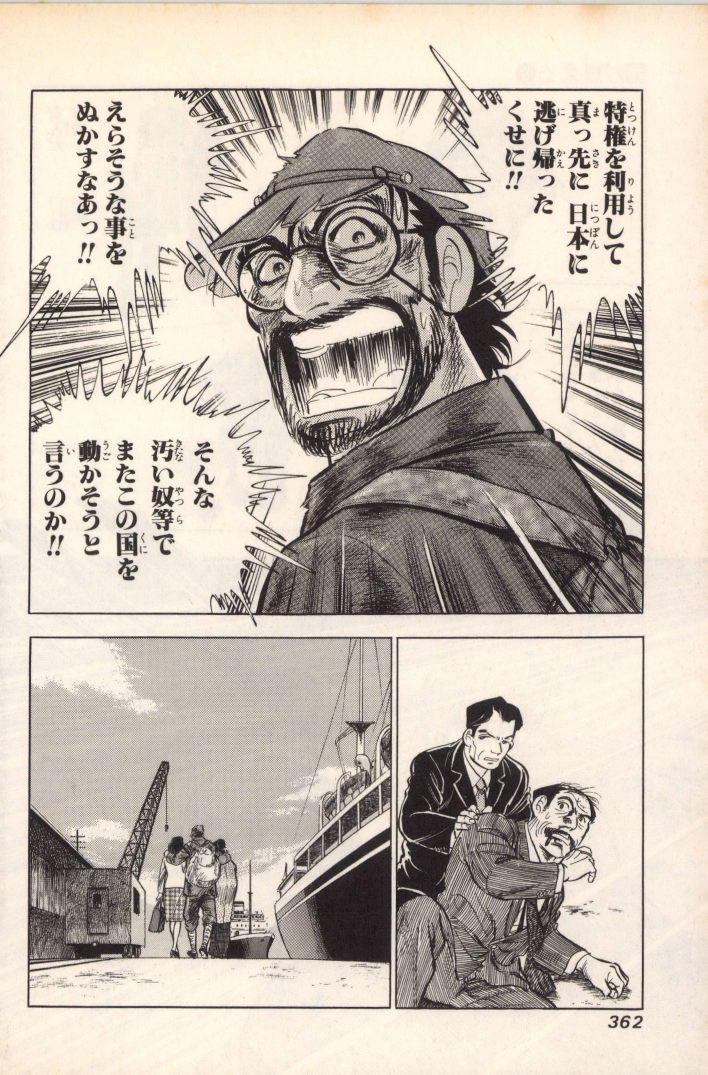 特権を利用して
真っ先に日本に
逃げ帰った
くせに!!
えらそうな事を
ぬかすなあっ!!
そんな
汚い奴等で
またこの国を
動かそうと
言うのか!!
362